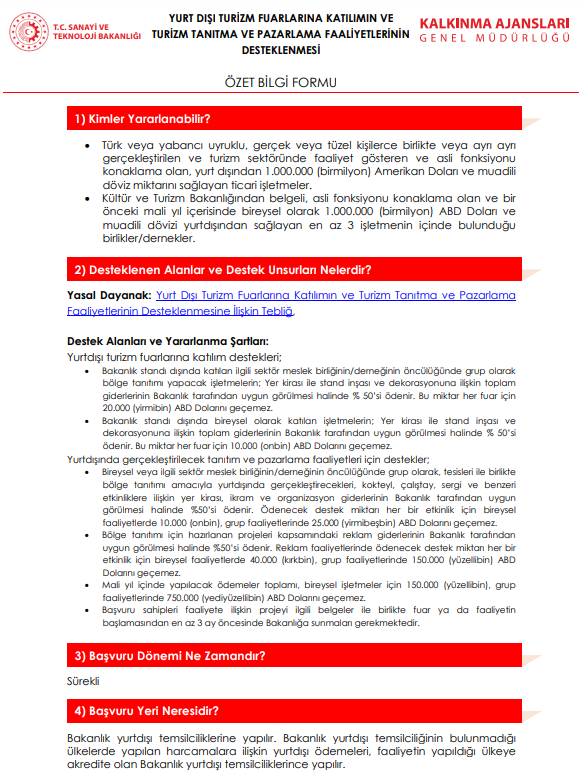 T.C. SANAYİ VE
TEKNOLOJİ BAKANLIĞI
YURT DIŞI TURİZM FUARLARINA KATILIMIN VE
TURİZM TANITMA VE PAZARLAMA FAALİYETLERİNİN
DESTEKLENMESİ
KALKINMA AJANSLARI
GENEL MÜDÜRLÜĞÜ
ÖZET BİLGİ FORMU
1) Kimler Yararlanabilir?
• Türk veya yabancı uyruklu, gerçek veya tüzel kişilerce birlikte veya ayrı ayrı
gerçekleştirilen ve turizm sektöründe faaliyet gösteren ve asli fonksiyonu
konaklama olan, yurt dışından 1.000.000 (birmilyon) Amerikan Doları ve muadili
döviz miktarını sağlayan ticari işletmeler.
• Kültür ve Turizm Bakanlığından belgeli, asli fonksiyonu konaklama olan ve bir
önceki mali yıl içerisinde bireysel olarak 1.000.000 (birmilyon) ABD Doları ve
muadili dövizi yurtdışından sağlayan en az 3 işletmenin içinde bulunduğu
birlikler/dernekler.
2) Desteklenen Alanlar ve Destek Unsurları Nelerdir?
Yasal Dayanak: Yurt Dışı Turizm Fuarlarına Katılımın ve Turizm Tanıtma ve Pazarlama
Faaliyetlerinin Desteklenmesine İlişkin Tebliğ.
Destek Alanları ve Yararlanma Şartları:
Yurtdışı turizm fuarlarına katılım destekleri;
• Bakanlık standı dışında katılan ilgili sektör meslek birliğinin/derneğinin öncülüğünde grup olarak
bölge tanıtımı yapacak işletmelerin; Yer kirası ile stand inşası ve dekorasyonuna ilişkin toplam
giderlerinin Bakanlık tarafından uygun görülmesi halinde % 50'si ödenir. Bu miktar her fuar için
20.000 (yirmibin) ABD Dolarını geçemez.
• Bakanlık standı dışında bireysel olarak katılan işletmelerin; Yer kirası ile stand inşası ve
dekorasyonuna ilişkin toplam giderlerinin Bakanlık tarafından uygun görülmesi halinde % 50'si
ödenir. Bu miktar her fuar için 10.000 (onbin) ABD Dolarını geçemez.
Yurtdışında gerçekleştirilecek tanıtım ve pazarlama faaliyetleri için destekler;
• Bireysel veya ilgili sektör meslek birliğinin/derneğinin öncülüğünde grup olarak, tesisleri ile birlikte
bölge tanıtımı amacıyla yurtdışında gerçekleştirecekleri, kokteyl, çalıştay, sergi ve benzeri
etkinliklere ilişkin yer kirası, ikram ve organizasyon giderlerinin Bakanlık tarafından uygun
görülmesi halinde %50'si ödenir. Ödenecek destek miktarı her bir etkinlik için bireysel
faaliyetlerde 10.000 (onbin), grup faaliyetlerinde 25.000 (yirmibeşbin) ABD Dolarını geçemez.
• Bölge tanıtımı için hazırlanan projeleri kapsamındaki reklam giderlerinin Bakanlık tarafından
uygun görülmesi halinde %50'si ödenir. Reklam faaliyetlerinde ödenecek destek miktarı her bir
etkinlik için bireysel faaliyetlerde 40.000 (kırkbin), grup faaliyetlerinde 150.000 (yüzellibin) ABD
Dolarını geçemez.
• Mali yıl içinde yapılacak ödemeler toplamı, bireysel işletmeler için 150.000 (yüzellibin), grup
faaliyetlerinde 750.000 (yediyüzellibin) ABD Dolarını geçemez.
• Başvuru sahipleri faaliyete ilişkin projeyi ilgili belgeler ile birlikte fuar ya da faaliyetin
başlamasından en az 3 ay öncesinde Bakanlığa sunmaları gerekmektedir.
3) Başvuru Dönemi Ne Zamandır?
Sürekli
4) Başvuru Yeri Neresidir?
Bakanlık yurtdışı temsilciliklerine yapılır. Bakanlık yurtdışı temsilciliğinin bulunmadığı
ülkelerde yapılan harcamalara ilişkin yurtdışı ödemeleri, faaliyetin yapıldığı ülkeye
akredite olan Bakanlık yurtdışı temsilciliklerince yapılır.